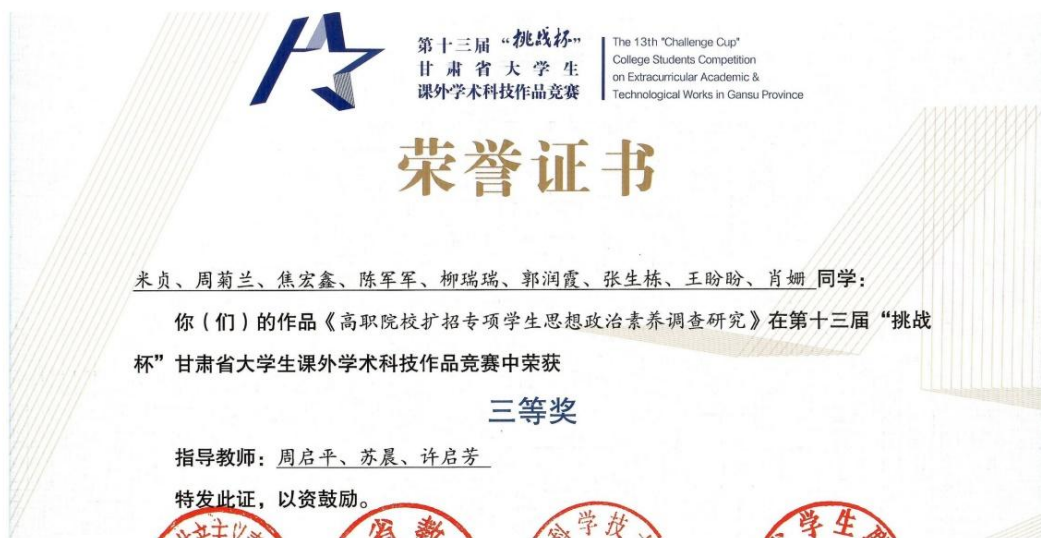 第十三届“挑战杯”
甘肃省大学生
课外学术科技作品竞赛
The 13th "Challenge Cup"
College Students Competition
on Extracurricular Academic &
Technological Works in Gansu Province
荣誉证书
米贞、周菊兰、焦宏鑫、陈军军、柳瑞瑞、郭润霞、张生栋、王盼盼、肖姗 同学：
你（们）的作品《高职院校扩招专项学生思想政治素养调查研究》在第十三届“挑战
杯”甘肃省大学生课外学术科技作品竞赛中荣获
三等奖
指导教师：周启平、苏晨、许启芳
特发此证，以资鼓励。
省教
科学技
学生